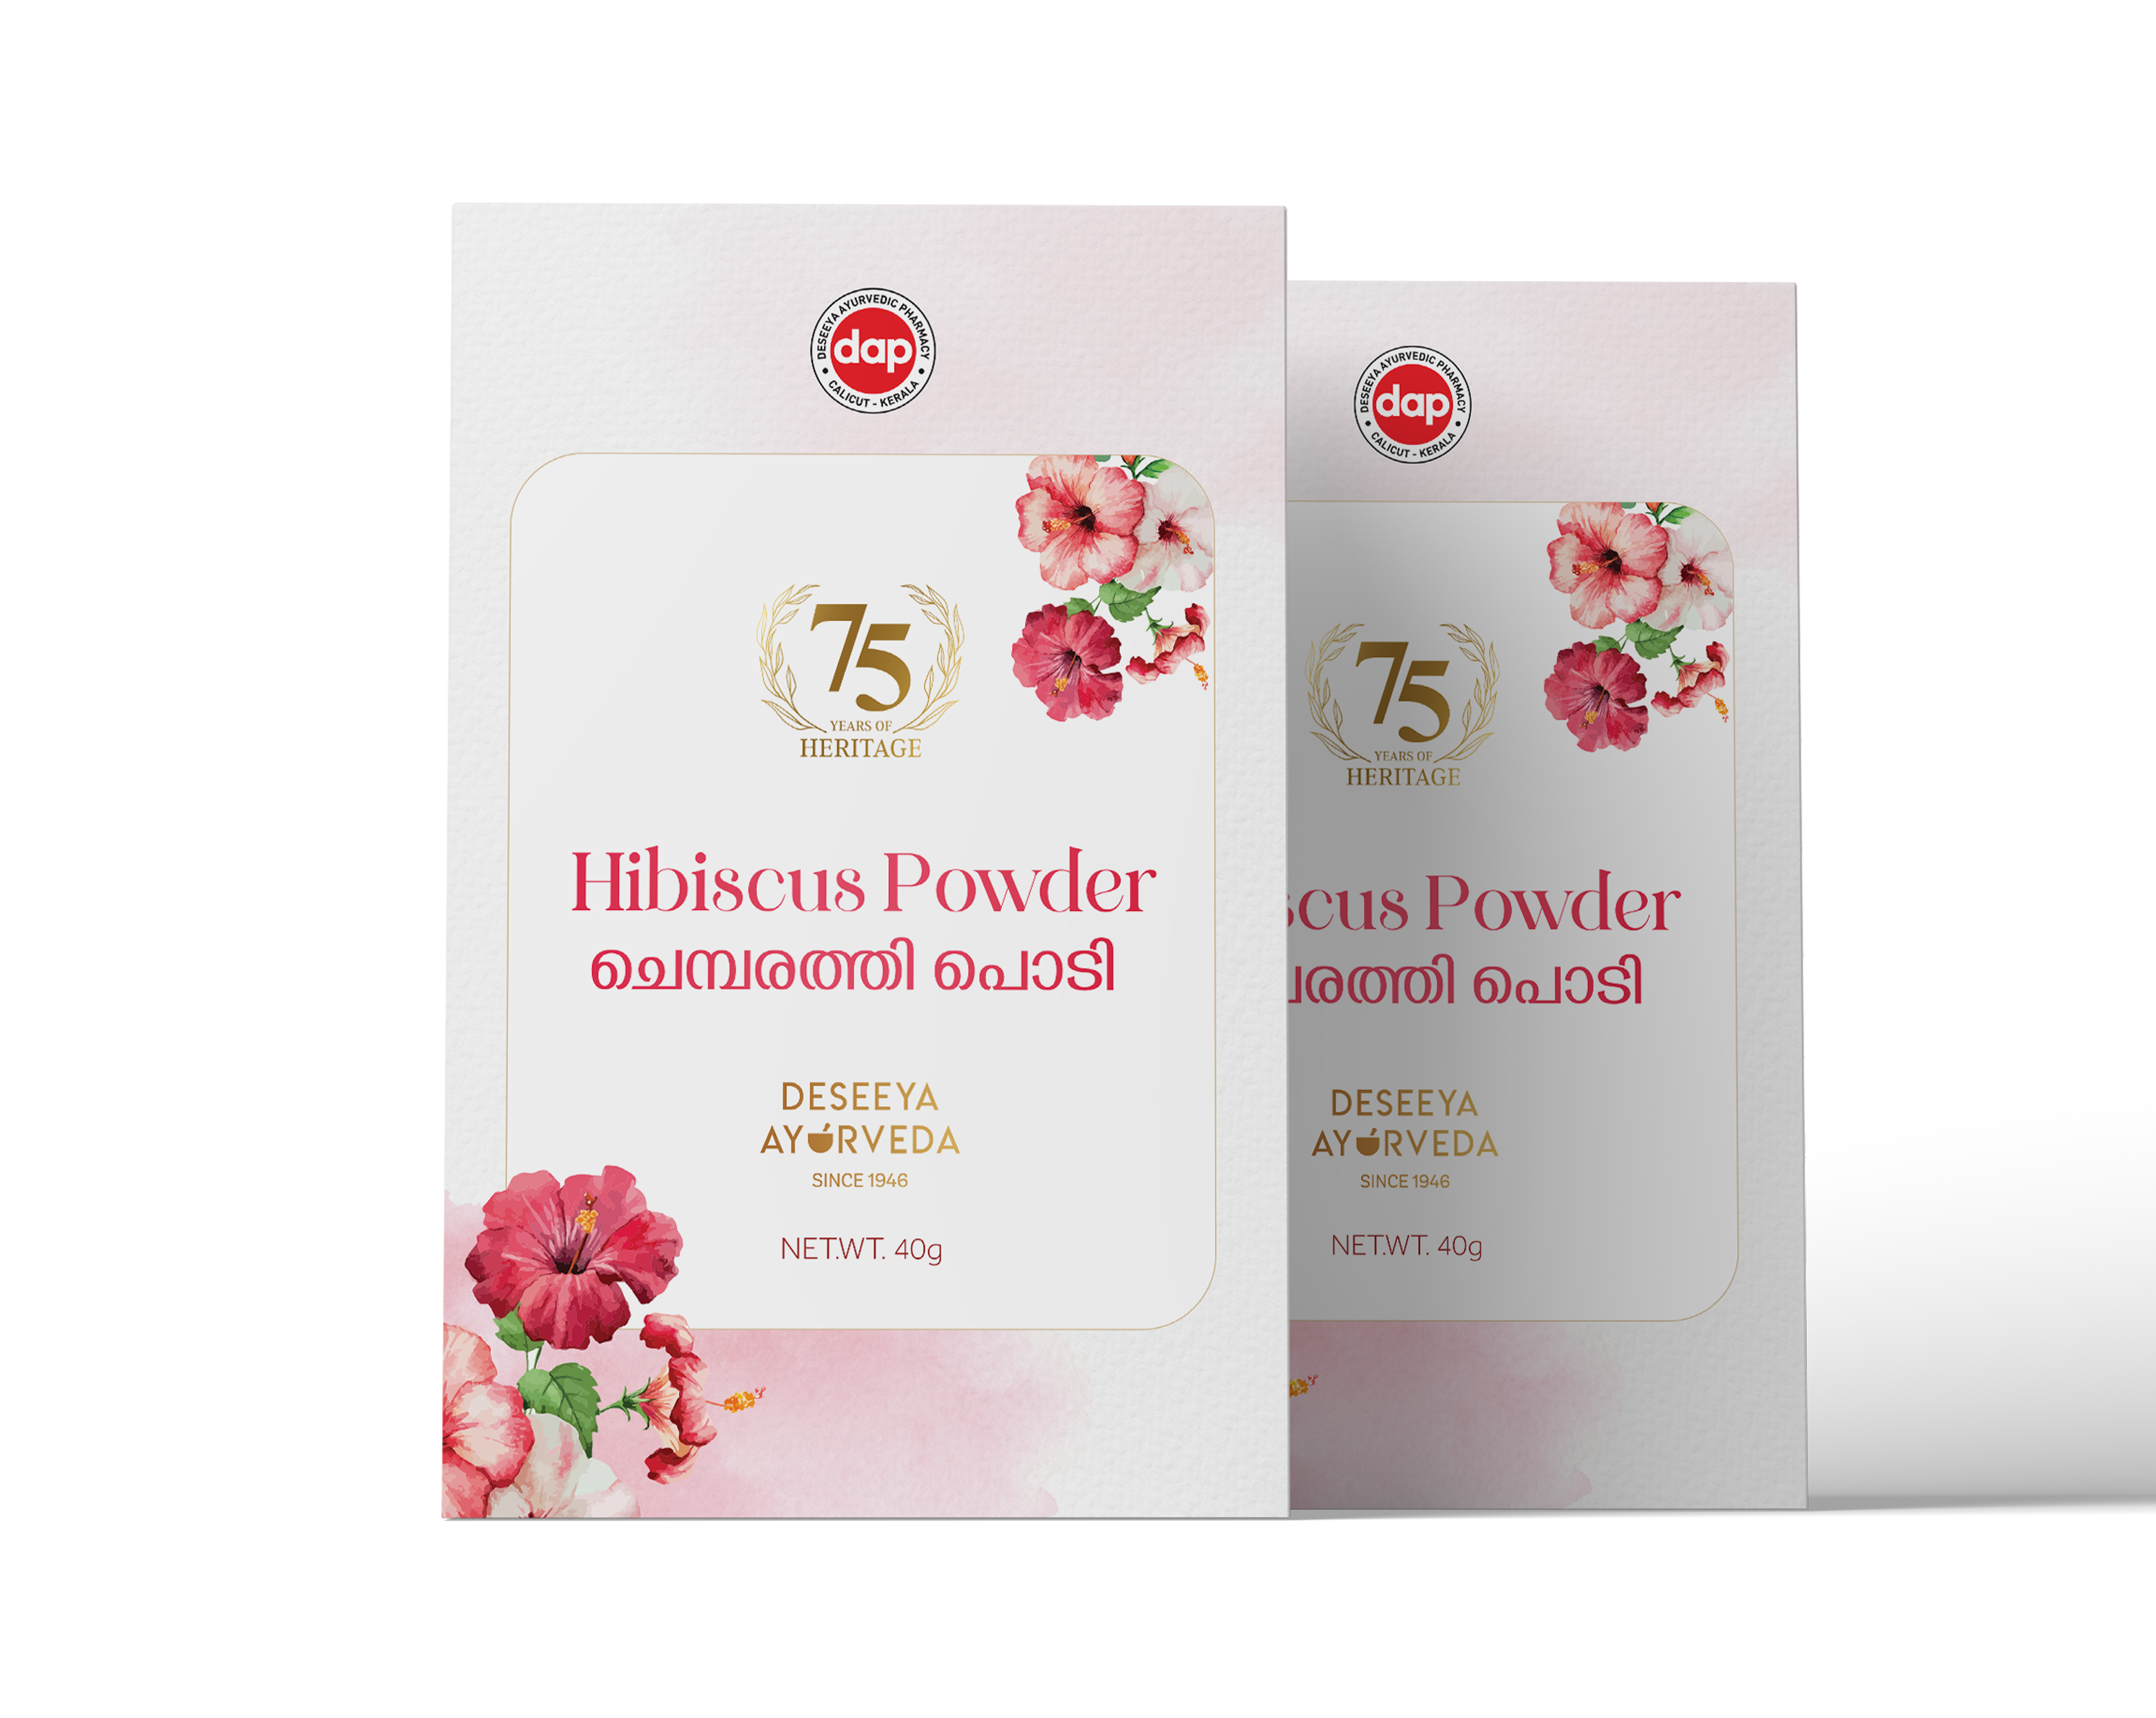 DESEEYA AYURVEDIC PHARMACY
dap
CALICUT - KERALA
75
YEARS OF
HERITAGE
Hibiscus Powder
ചെമ്പരത്തി പൊടി
DESEEYA
AYURVEDA
SINCE 1946
NET.WT. 40g
DESEEYA AYURVEDIC PHARMACY
dap
CALICUT - KERALA
75
YEARS OF
HERITAGE
scus Powder
രത്തി പൊടി
DESEEYA
AYURVEDA
SINCE 1946
NET.WT. 40g